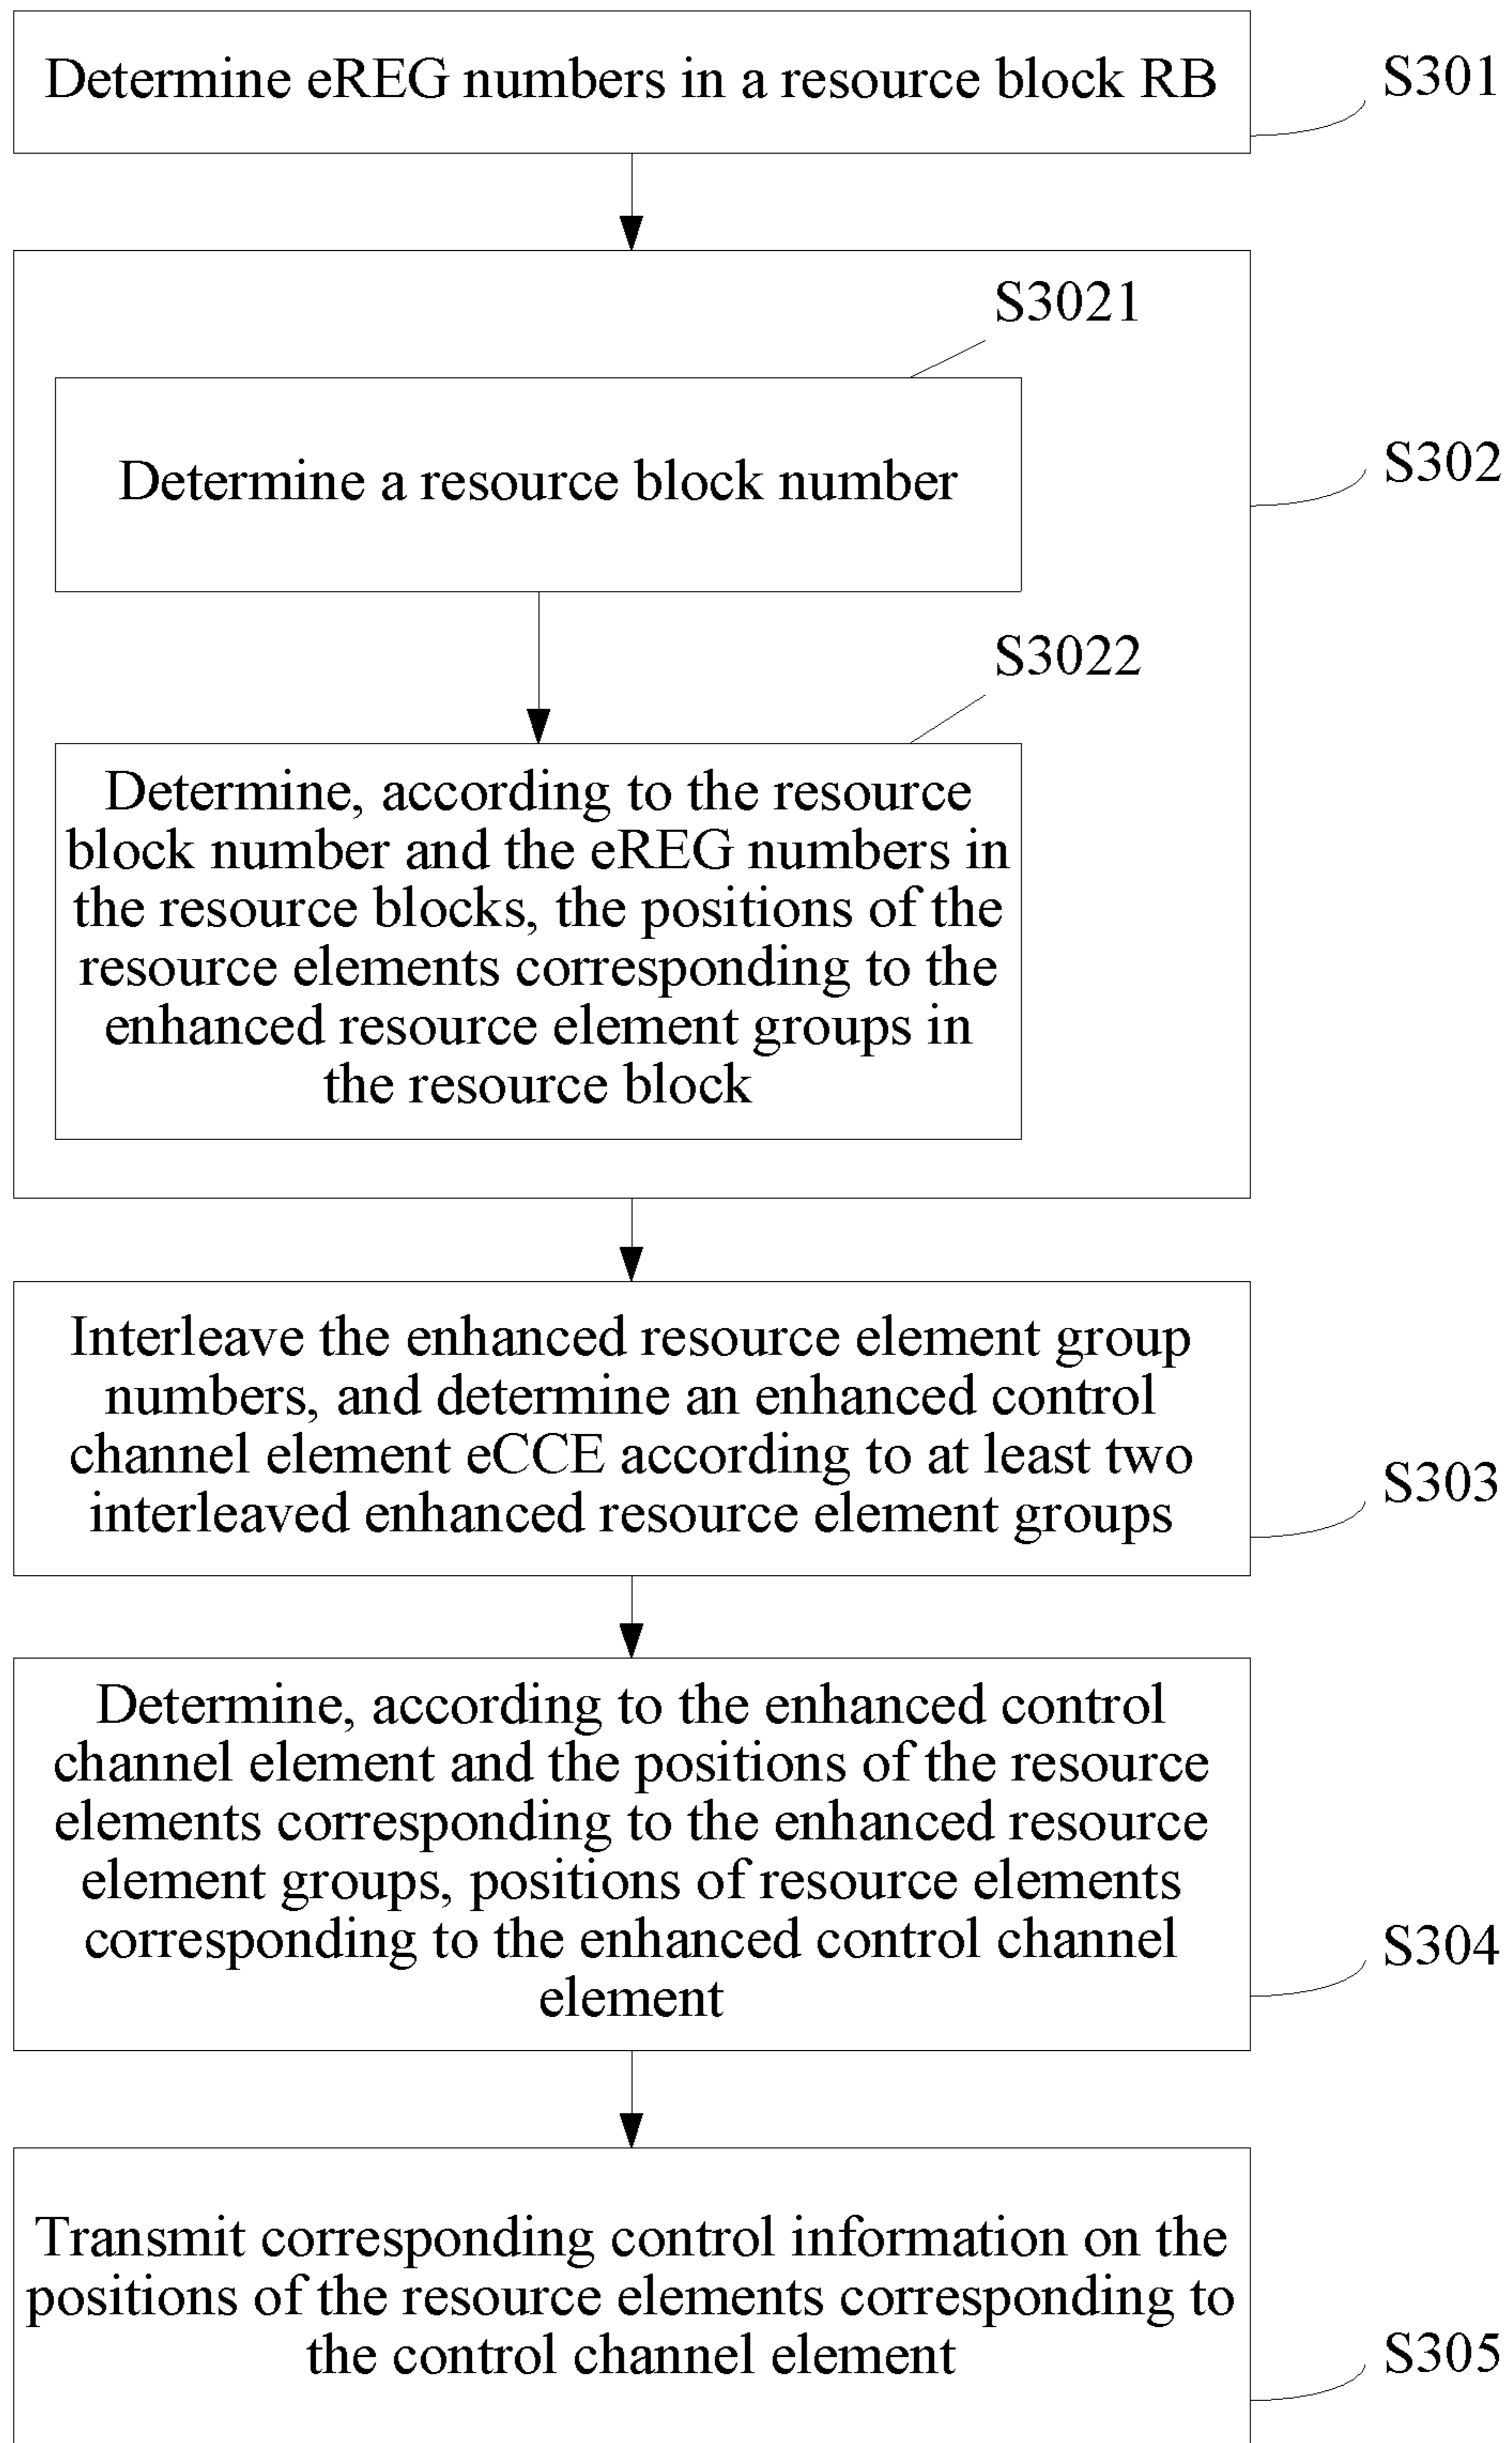 Determine eREG numbers in a resource block RB
S301
S3021
Determine a resource block number
S302
S3022
Determine, according to the resource
block number and the eREG numbers in
the resource blocks, the positions of the
resource elements corresponding to the
enhanced resource element groups in
the resource block
Interleave the enhanced resource element group
numbers, and determine an enhanced control
channel element eCCE according to at least two
interleaved enhanced resource element groups
S303
Determine, according to the enhanced control
channel element and the positions of the resource
elements corresponding to the enhanced resource
element groups, positions of resource elements
corresponding to the enhanced control channel
element
S304
Transmit corresponding control information on the
positions of the resource elements corresponding to
the control channel element
S305